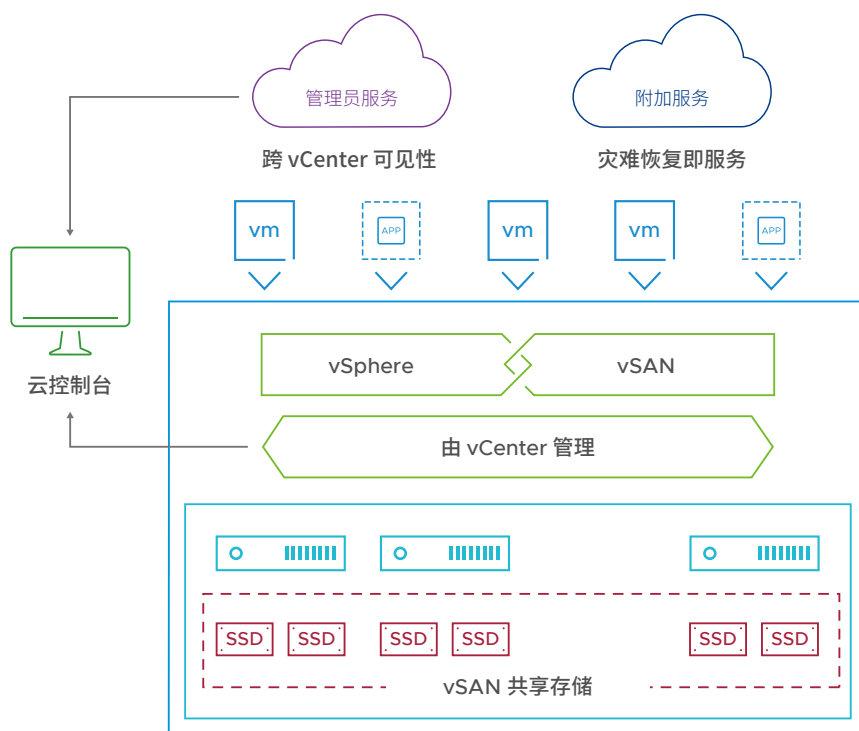 管理员服务
附加服务
跨 vCenter 可见性
灾难恢复即服务
vm
APP
vm
vm
APP
云控制台
vSphere
vSAN
由 vCenter 管理
SSD
SSD
SSD
SSD
SSD
SSD
vSAN 共享存储